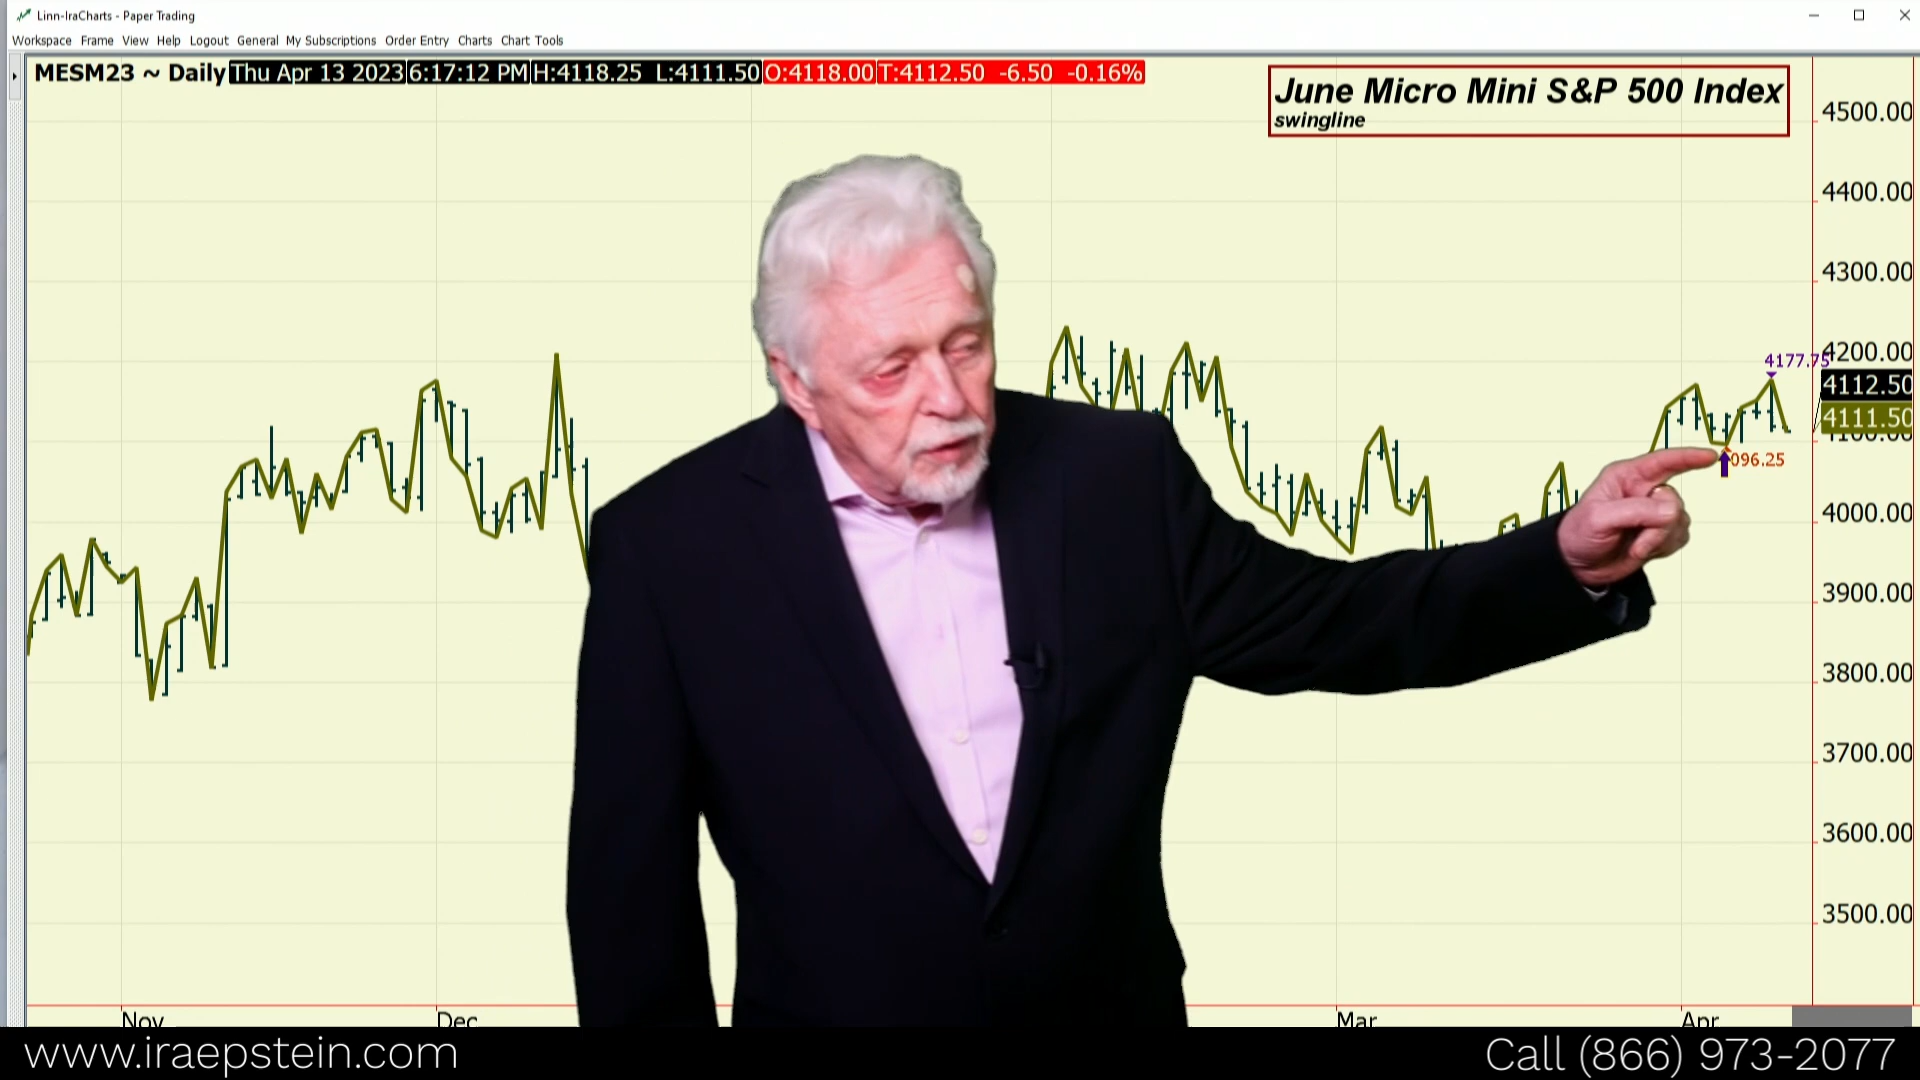 Linn-IraCharts - Paper Trading
Workspace Frame View Help Logout General My Subscriptions Order Entry Charts Chart Tools
MESM23 ~ Daily Thu Apr 13 2023 6:17:12 PM H:4118.25 L:4111.50 O:4118.00 T:4112.50 -6.50 -0.16%
June Micro Mini S&P 500 Index
swingline
4500.00
4400.00
4300.00
4200.00
4177.75
4112.50
4111.50
4100.00
096.25
4000.00
3900.00
3800.00
3700.00
3600.00
3500.00
Nov Dec Mar Apr
www.iraepstein.com Call (866) 973-2077